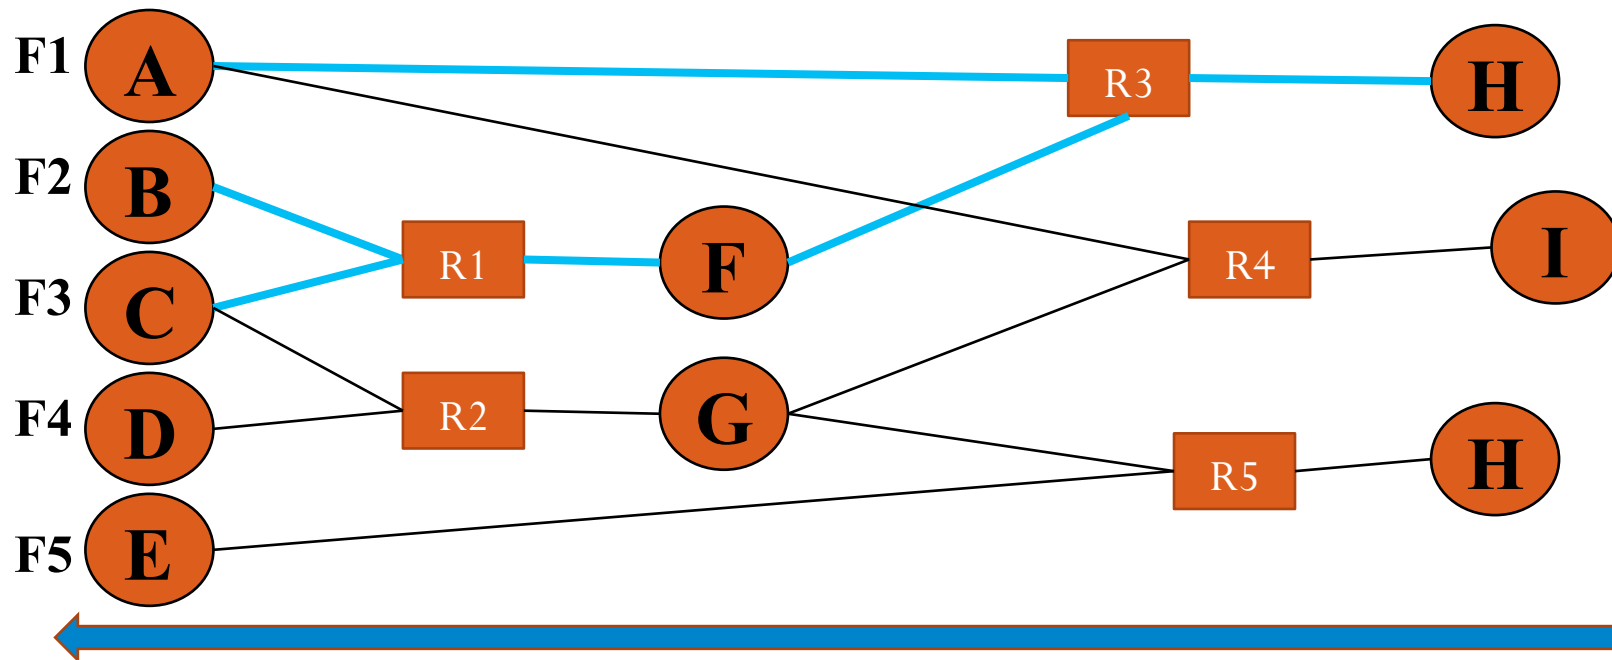 F1 A R3 H
F2 B
R1 F R4 I
F3 C
F4 D R2 G
R5 H
F5 E